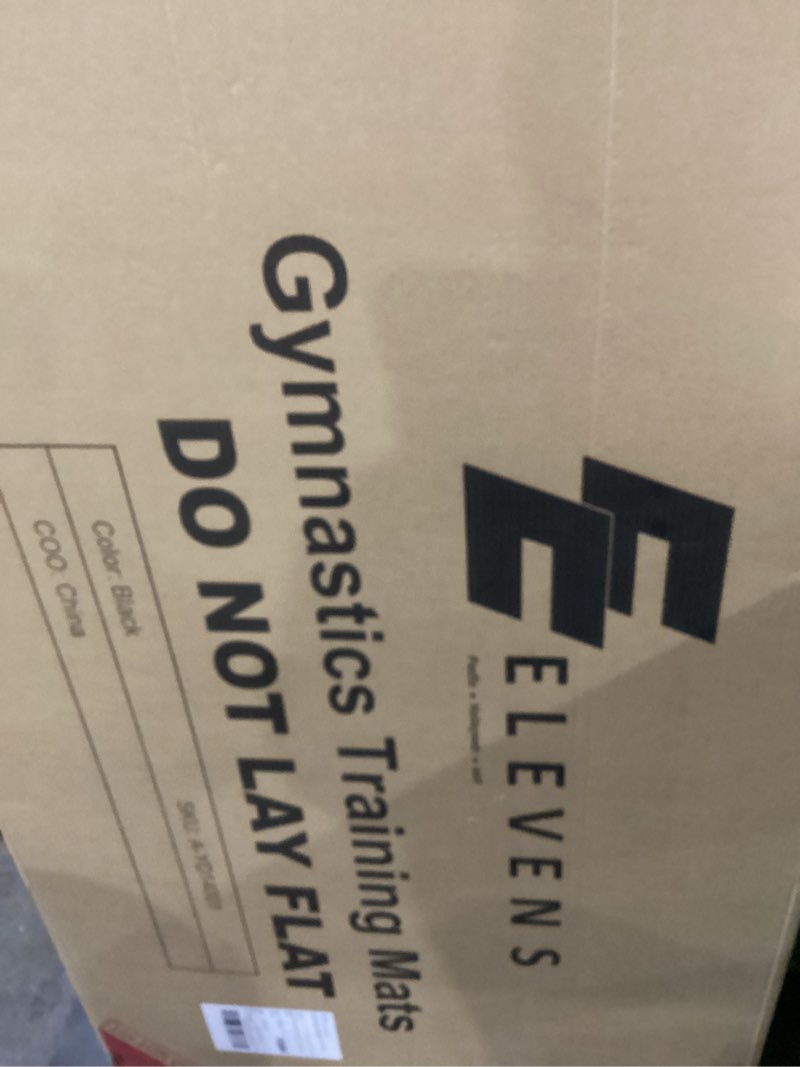 ELEVENS
Gymnastics Training Mats
DO NOT LAY FLAT
Color: Black
COO: China